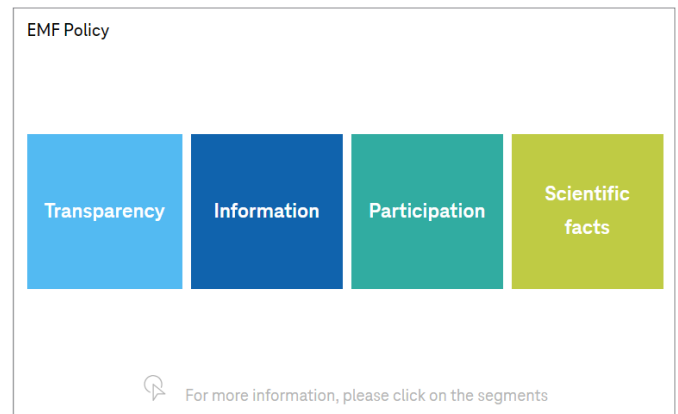 EMF Policy
Transparency
Information
Participation
Scientific
facts
For more information, please click on the segments